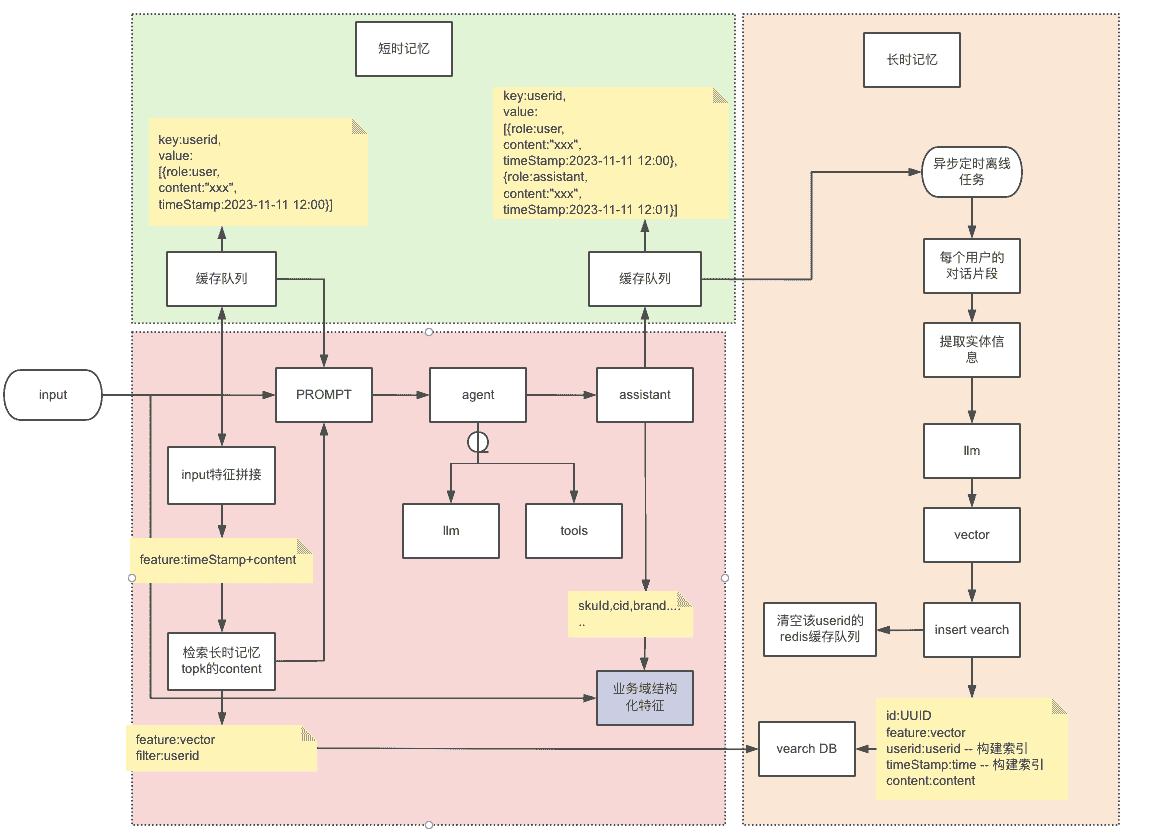 短时记忆
key:userid,
value:
[{role:user,
content:"xxx",
timeStamp:2023-11-11 12:00}]
key:userid,
value:
[{role:user,
content:"xxx",
timeStamp:2023-11-11 12:00},
{role:assistant,
content:"xxx",
timeStamp:2023-11-11 12:01}]
缓存队列
缓存队列
input
PROMPT
agent
assistant
input特征拼接
llm
tools
feature:timeStamp+content
skuId,cid,brand....
..
检索长时记忆
topk的content
业务域结构
化特征
feature:vector
filter:userid
长时记忆
异步定时离线
任务
每个用户的
对话片段
提取实体信
息
llm
vector
清空该userid的
redis缓存队列
insert vearch
vearch DB
id:UUID
feature:vector
userid:userid -- 构建索引
timeStamp:time -- 构建索引
content:content